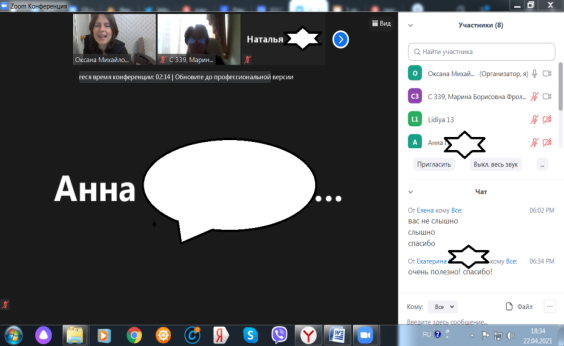 Zoom Конференция
Вид
Оксана Михайло...
С 339, Марин...
Наталья
еся время конференции: 02:14 | Обновите до профессиональной версии
Анна ...
Участники (8)
Найти участника
О Оксана Михай... (Организатор, я)
С3 С 339, Марина Борисовна Фрол...
L1 Lidiya 13
А Анна
Пригласить Выкл. весь звук ...
Чат
От Елена кому Все: 06:02 PM
вас не слышно
слышно
спасибо
От Екатерина кому Все: 06:34 PM
очень полезно! спасибо!
Кому: Все Файл ...
Введите здесь сообщение...
RU 18:34
22.04.2021